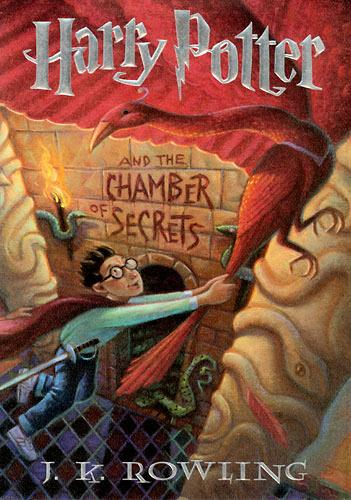 Harry Potter
AND THE
CHAMBER
OF
SECRETS
J. K. ROWLING